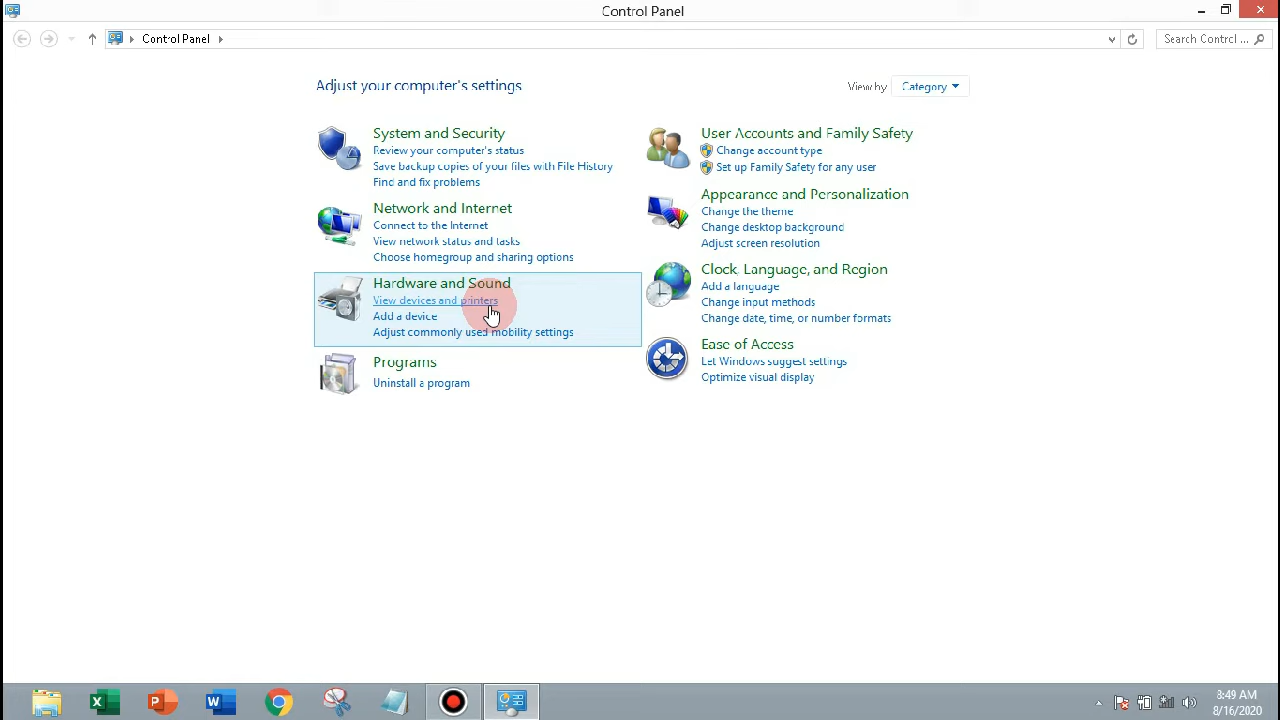 Control Panel
Control Panel
Search Control ...
Adjust your computer's settings
View by
Category
System and Security
Review your computer's status
Save backup copies of your files with File History
Find and fix problems
Network and Internet
Connect to the Internet
View network status and tasks
Choose homegroup and sharing options
Hardware and Sound
View devices and printers
Add a device
Adjust commonly used mobility settings
Programs
Uninstall a program
User Accounts and Family Safety
Change account type
Set up Family Safety for any user
Appearance and Personalization
Change the theme
Change desktop background
Adjust screen resolution
Clock, Language, and Region
Add a language
Change input methods
Change date, time, or number formats
Ease of Access
Let Windows suggest settings
Optimize visual display
8:49 AM
8/16/2020